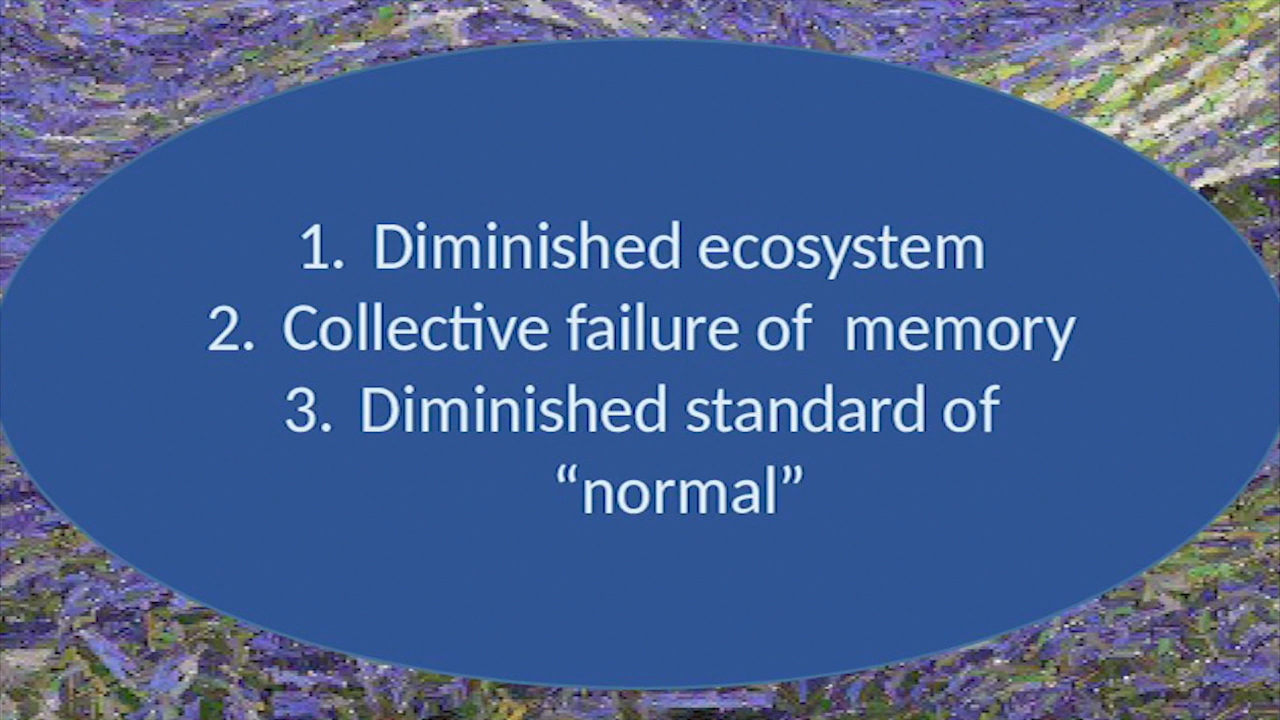 1. Diminished ecosystem
2. Collective failure of memory
3. Diminished standard of
“normal”